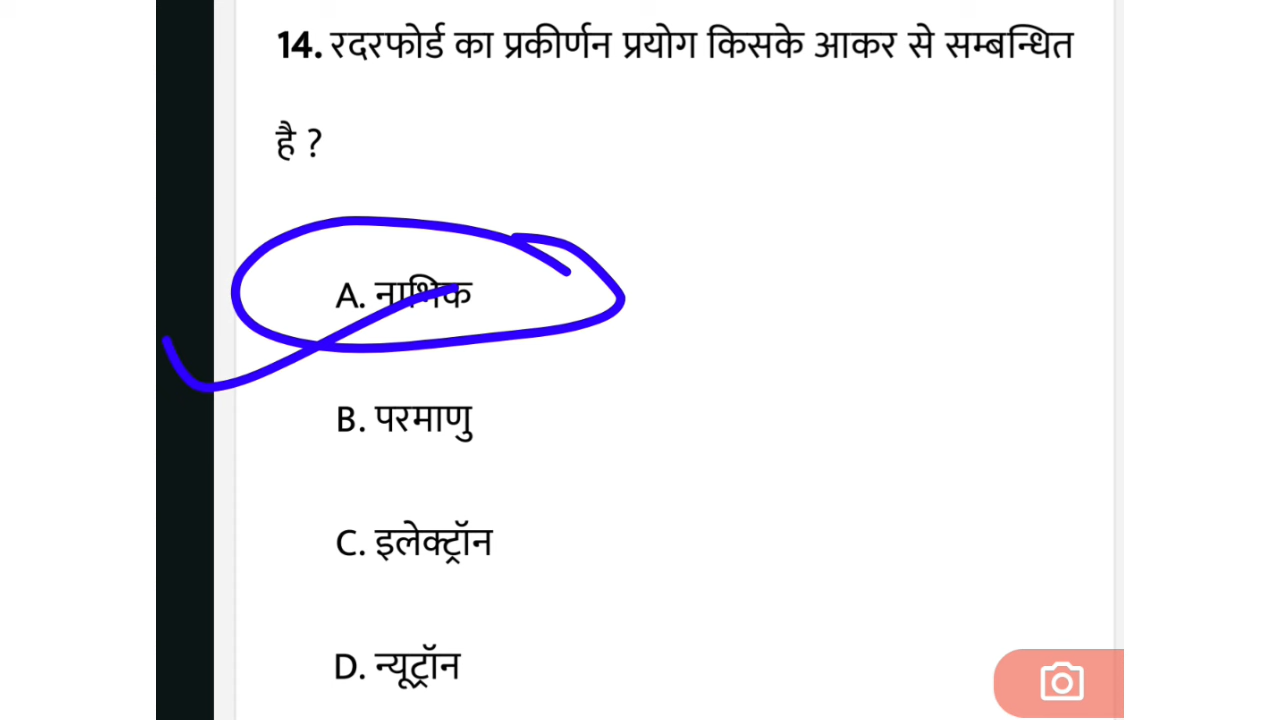 14. रदरफोर्ड का प्रकीर्णन प्रयोग किसके आकर से सम्बन्धित
है ?
A. नाभिक
B. परमाणु
C. इलेक्ट्रॉन
D. न्यूट्रॉन